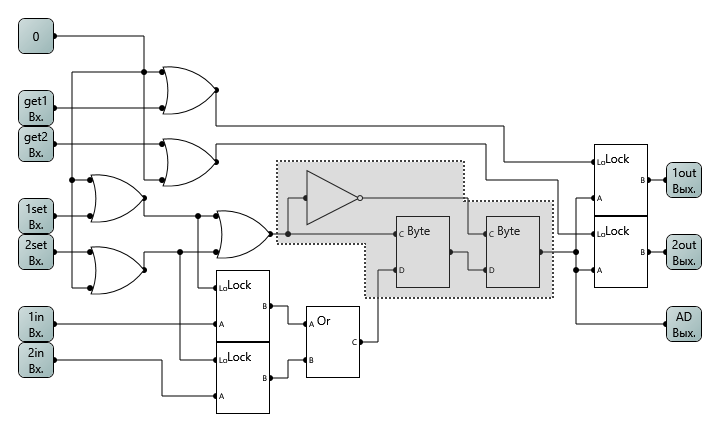 0
get1
Вх.
get2
Вх.
1set
Вх.
2set
Вх.
1in
Вх.
2in
Вх.
Lo Lock
B
A
Lo Lock
B
A
A Or
C
B
C Byte
D
C Byte
D
Lo Lock
B
A
Lo Lock
B
A
1out
Вых.
2out
Вых.
AD
Вых.